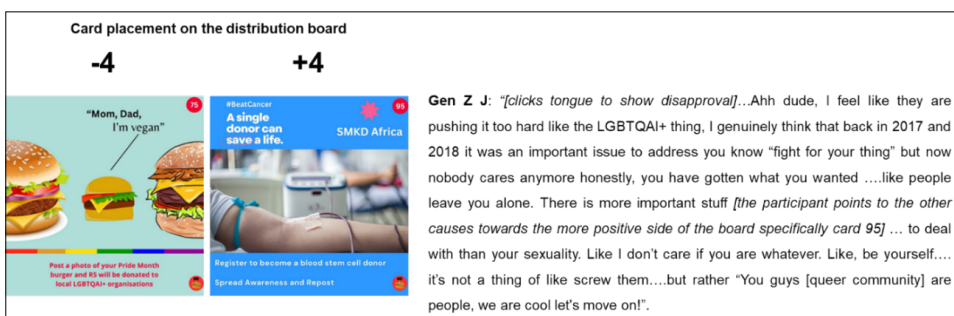 Card placement on the distribution board
-4
+4
75
“Mom, Dad,
I'm vegan”
Post a photo of your Pride Month
burger and R5 will be donated to
local LGBTQAI+ organisations
95
#BeatCancer
A single
donor can
save a life.
SMKD Africa
Register to become a blood stem cell donor
Spread Awareness and Repost
Gen Z J: “[clicks tongue to show disapproval]…Ahh dude, I feel like they are
pushing it too hard like the LGBTQAI+ thing, I genuinely think that back in 2017 and
2018 it was an important issue to address you know “fight for your thing” but now
nobody cares anymore honestly, you have gotten what you wanted ….like people
leave you alone. There is more important stuff [the participant points to the other
causes towards the more positive side of the board specifically card 95] … to deal
with than your sexuality. Like I don’t care if you are whatever. Like, be yourself….
it’s not a thing of like screw them….but rather “You guys [queer community] are
people, we are cool let's move on!”.